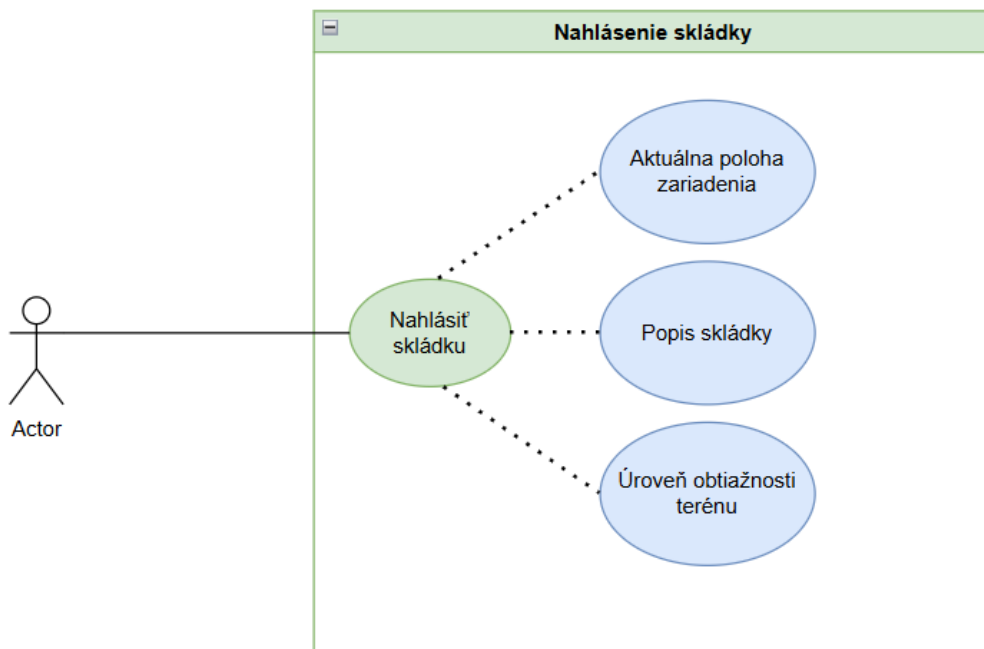 Nahlásenie skládky
Aktuálna poloha
zariadenia
Nahlásiť
skládku
Popis skládky
Actor
Úroveň obtiažnosti
terénu